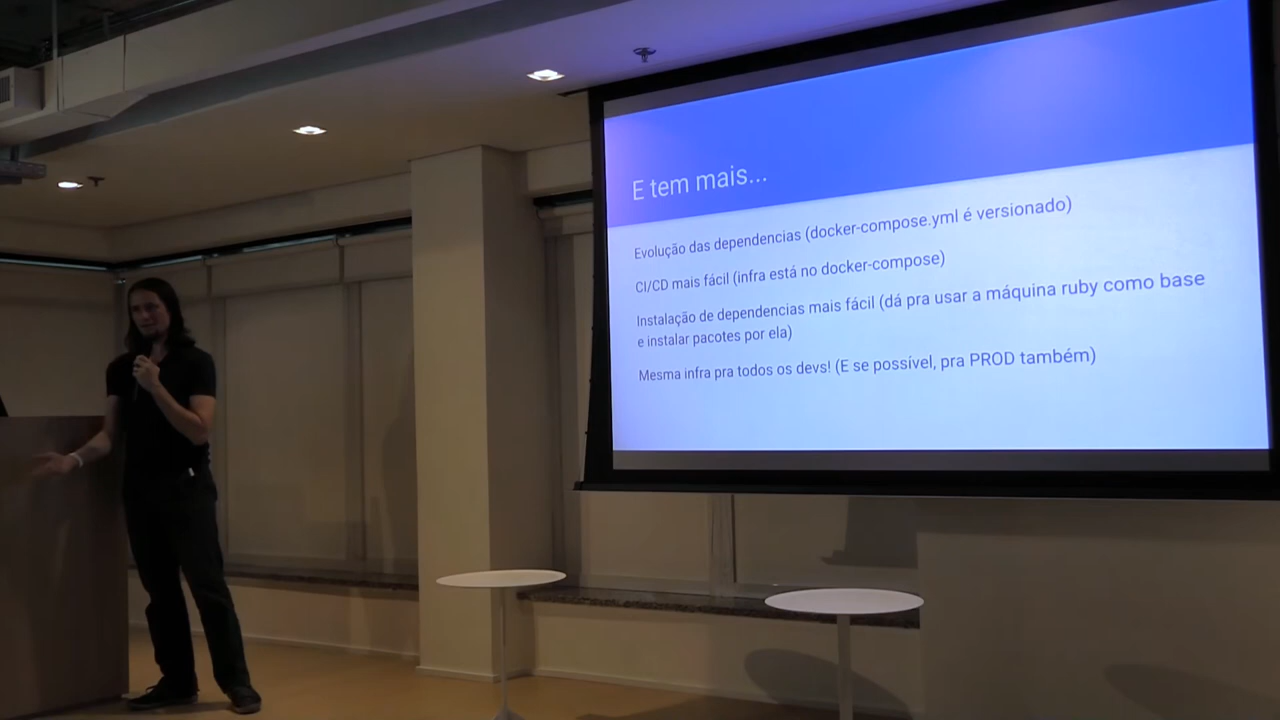 E tem mais...
Evolução das dependencias (docker-compose.yml é versionado)
CI/CD mais fácil (infra está no docker-compose)
Instalação de dependencias mais fácil (dá pra usar a máquina ruby como base
e instalar pacotes por ela)
Mesma infra pra todos os devs! (E se possível, pra PROD também)